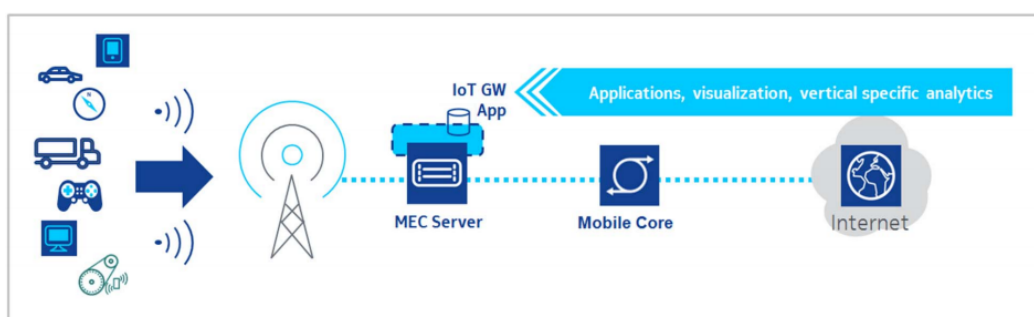 IoT GW
App
Applications, visualization, vertical specific analytics
MEC Server
Mobile Core
Internet
N